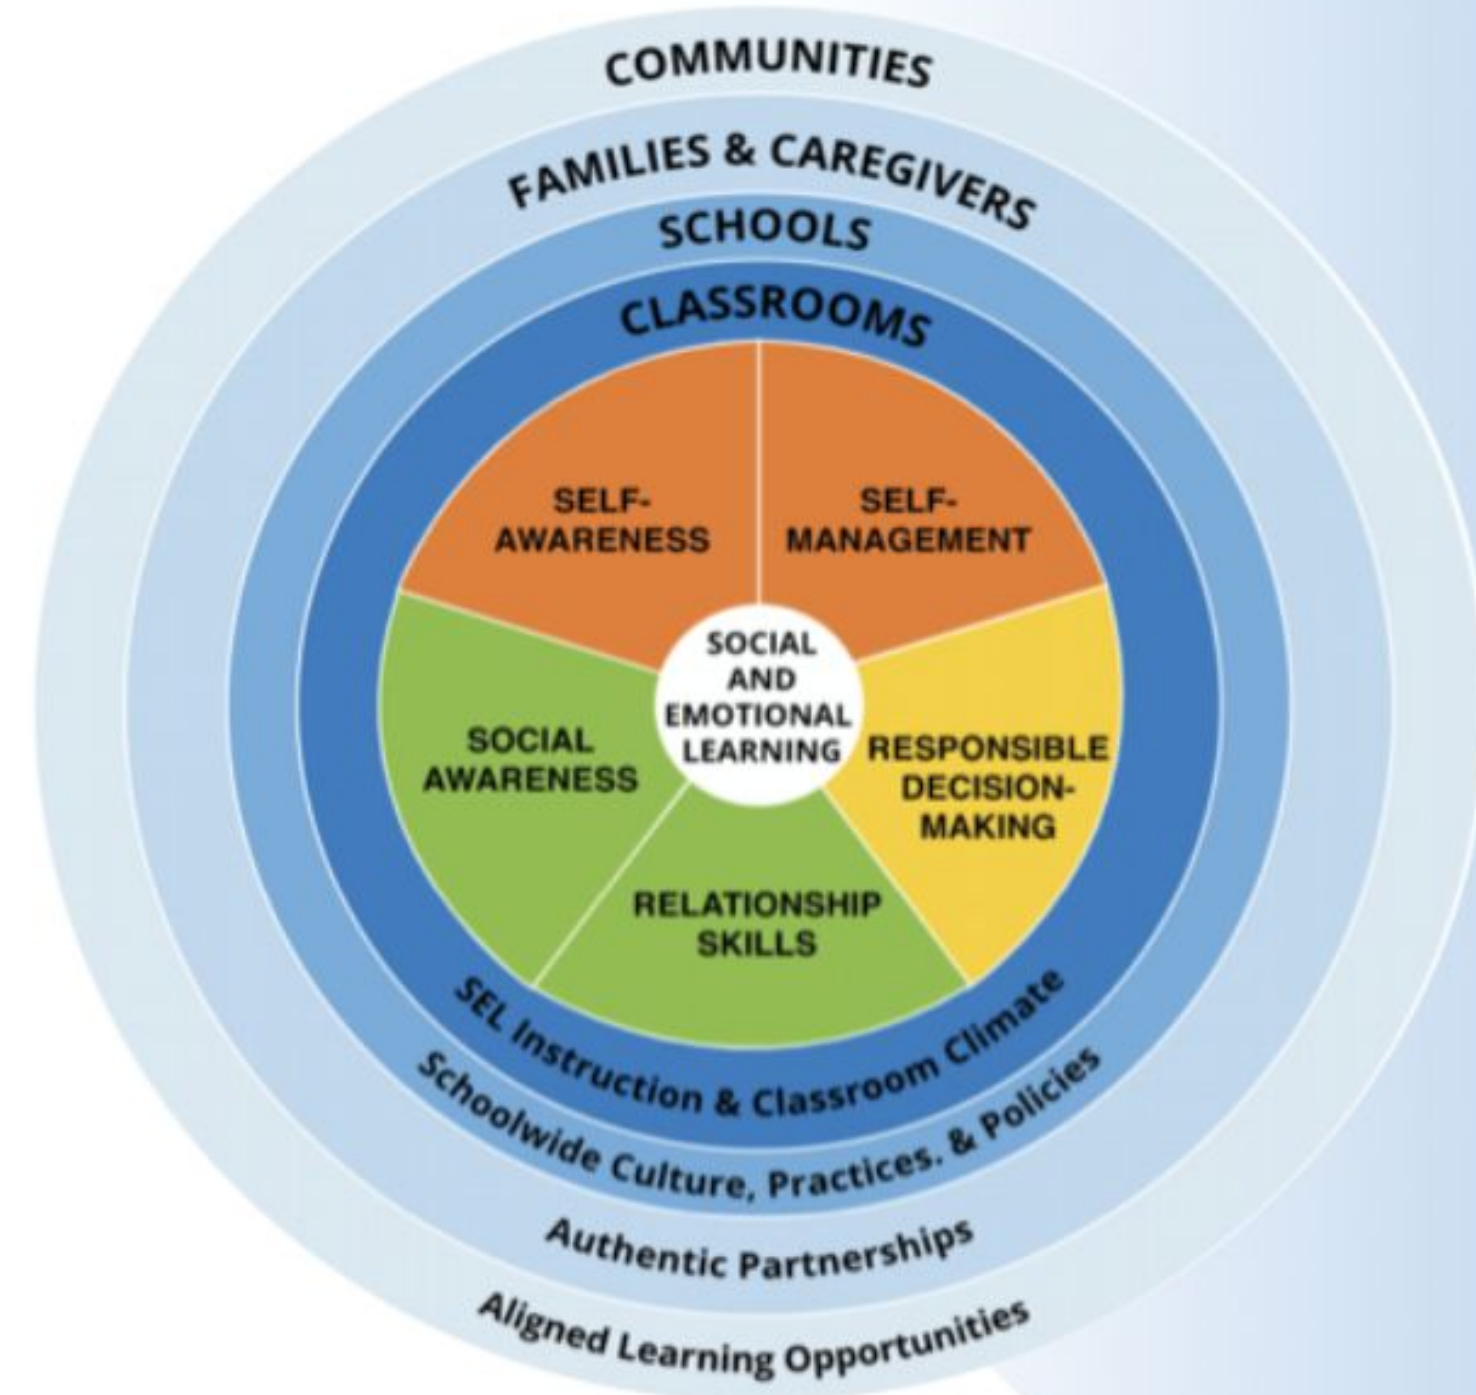 COMMUNITIES
FAMILIES & CAREGIVERS
SCHOOLS
CLASSROOMS
SELF-
AWARENESS
SELF-
MANAGEMENT
SOCIAL
AND
EMOTIONAL
LEARNING
SOCIAL
AWARENESS
RESPONSIBLE
DECISION-
MAKING
RELATIONSHIP
SKILLS
SEL Instruction & Classroom Climate
Schoolwide Culture, Practices. & Policies
Authentic Partnerships
Aligned Learning Opportunities